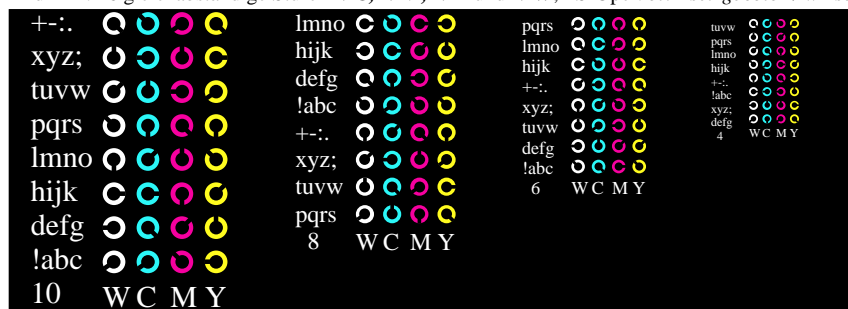 +-:.
xyz;
tuvw
pqrs
lmno
hijk
defg
!abc
10 W C M Y
lmno
hijk
defg
!abc
+-:.
xyz;
tuvw
pqrs
8 W C M Y
pqrs
lmno
hijk
+-:.
xyz;
tuvw
defg
!abc
6 W C M Y
tuvw
pqrs
lmno
hijk
+-:.
!abc
xyz;
defg
4 W C M Y